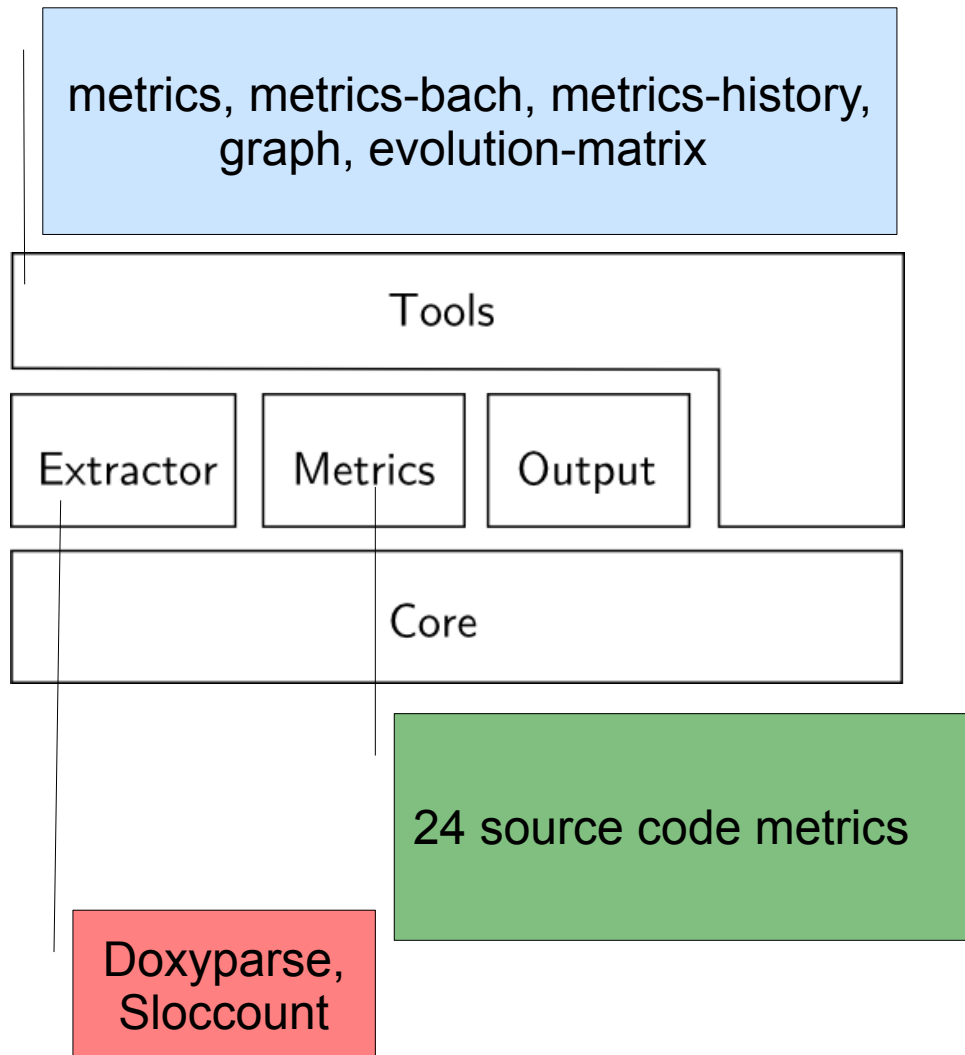 metrics, metrics-bach, metrics-history,
graph, evolution-matrix
Tools
Extractor
Metrics
Output
Core
24 source code metrics
Doxyparse,
Sloccount